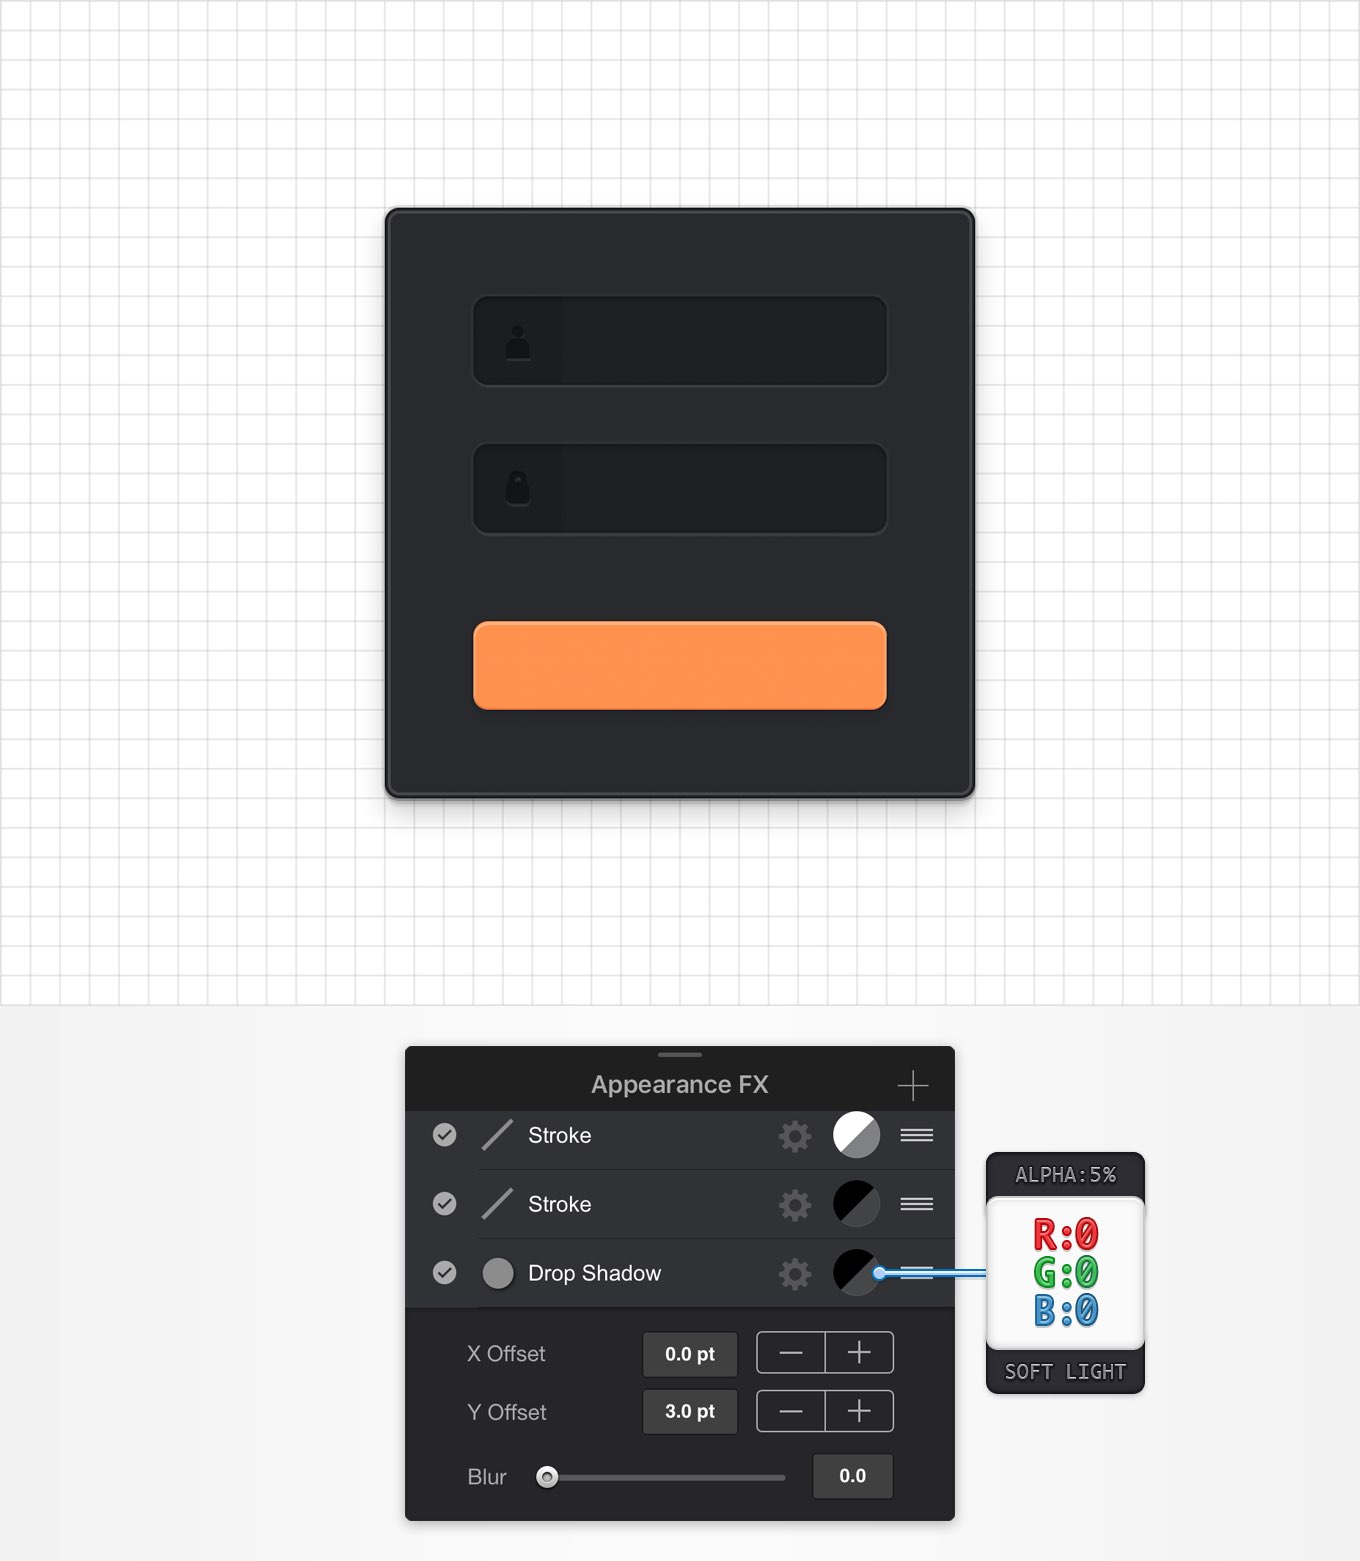 Appearance FX
Stroke
Stroke
Drop Shadow
X Offset 0.0 pt
Y Offset 3.0 pt
Blur 0.0
ALPHA:5%
R:0
G:0
B:0
SOFT LIGHT